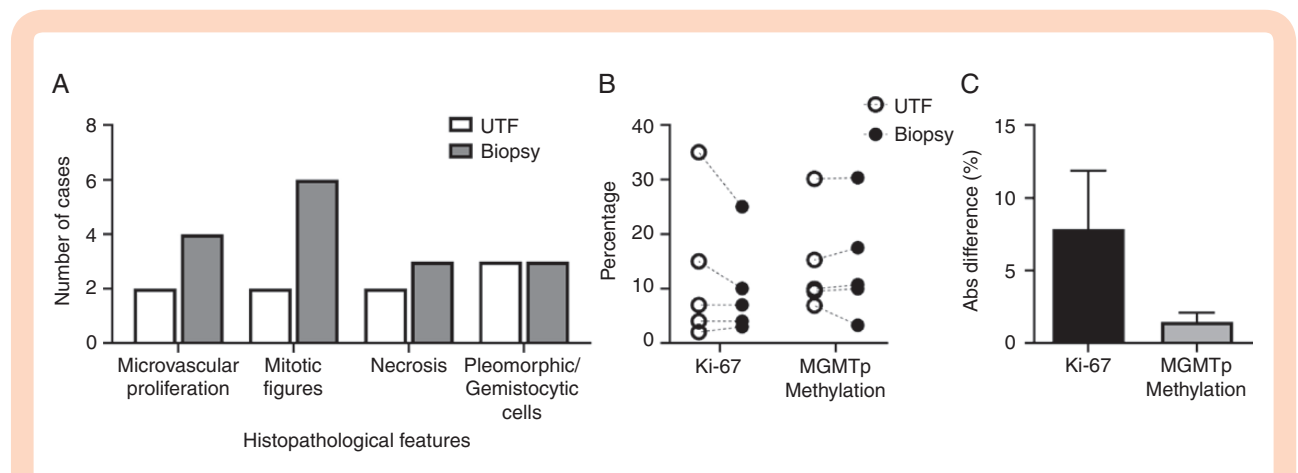 A
8
6
4
2
0
Number of cases
UTF
Biopsy
Microvascular
proliferation
Mitotic
figures
Necrosis
Pleomorphic/
Gemistocytic
cells
Histopathological features
B
40
30
20
10
0
Percentage
UTF
Biopsy
Ki-67
MGMTp
Methylation
C
15
10
5
0
Abs difference (%)
Ki-67
MGMTp
Methylation